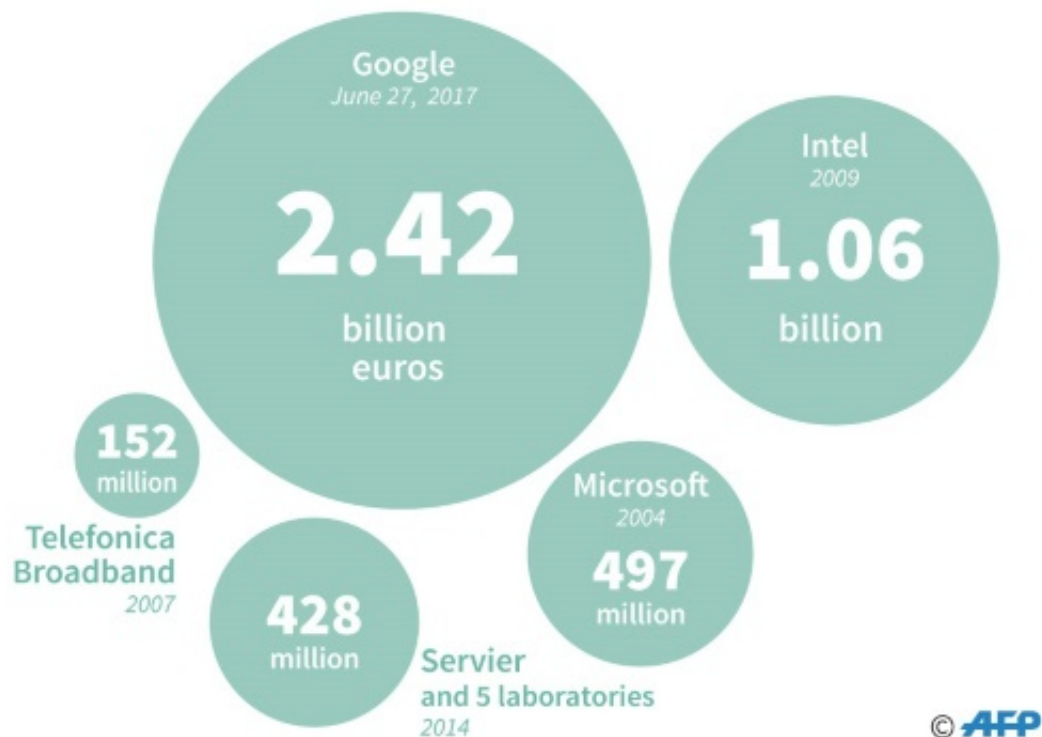 Google
June 27, 2017
2.42
billion
euros
Intel
2009
1.06
billion
152
million
Telefonica
Broadband
2007
428
million
Servier
and 5 laboratories
2014
Microsoft
2004
497
million
© AFP